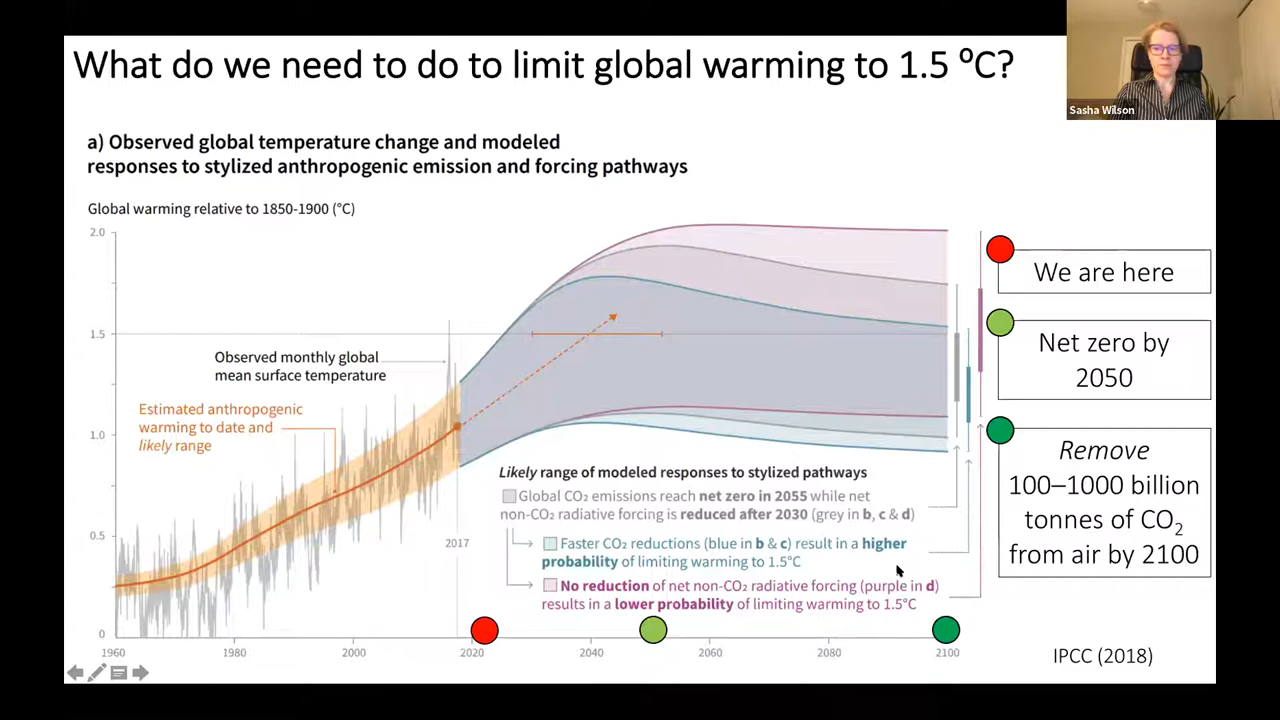 What do we need to do to limit global warming to 1.5 ºC?
Sasha Wilson
a) Observed global temperature change and modeled
responses to stylized anthropogenic emission and forcing pathways
Global warming relative to 1850-1900 (°C)
2.0
1.5
1.0
0.5
0
Observed monthly global
mean surface temperature
Estimated anthropogenic
warming to date and
likely range
2017
Likely range of modeled responses to stylized pathways
Global CO₂ emissions reach net zero in 2055 while net
non-CO₂ radiative forcing is reduced after 2030 (grey in b, c & d)
Faster CO₂ reductions (blue in b & c) result in a higher
probability of limiting warming to 1.5°C
No reduction of net non-CO₂ radiative forcing (purple in d)
results in a lower probability of limiting warming to 1.5°C
1960 1980 2000 2020 2040 2060 2080 2100
We are here
Net zero by
2050
Remove
100–1000 billion
tonnes of CO₂
from air by 2100
IPCC (2018)